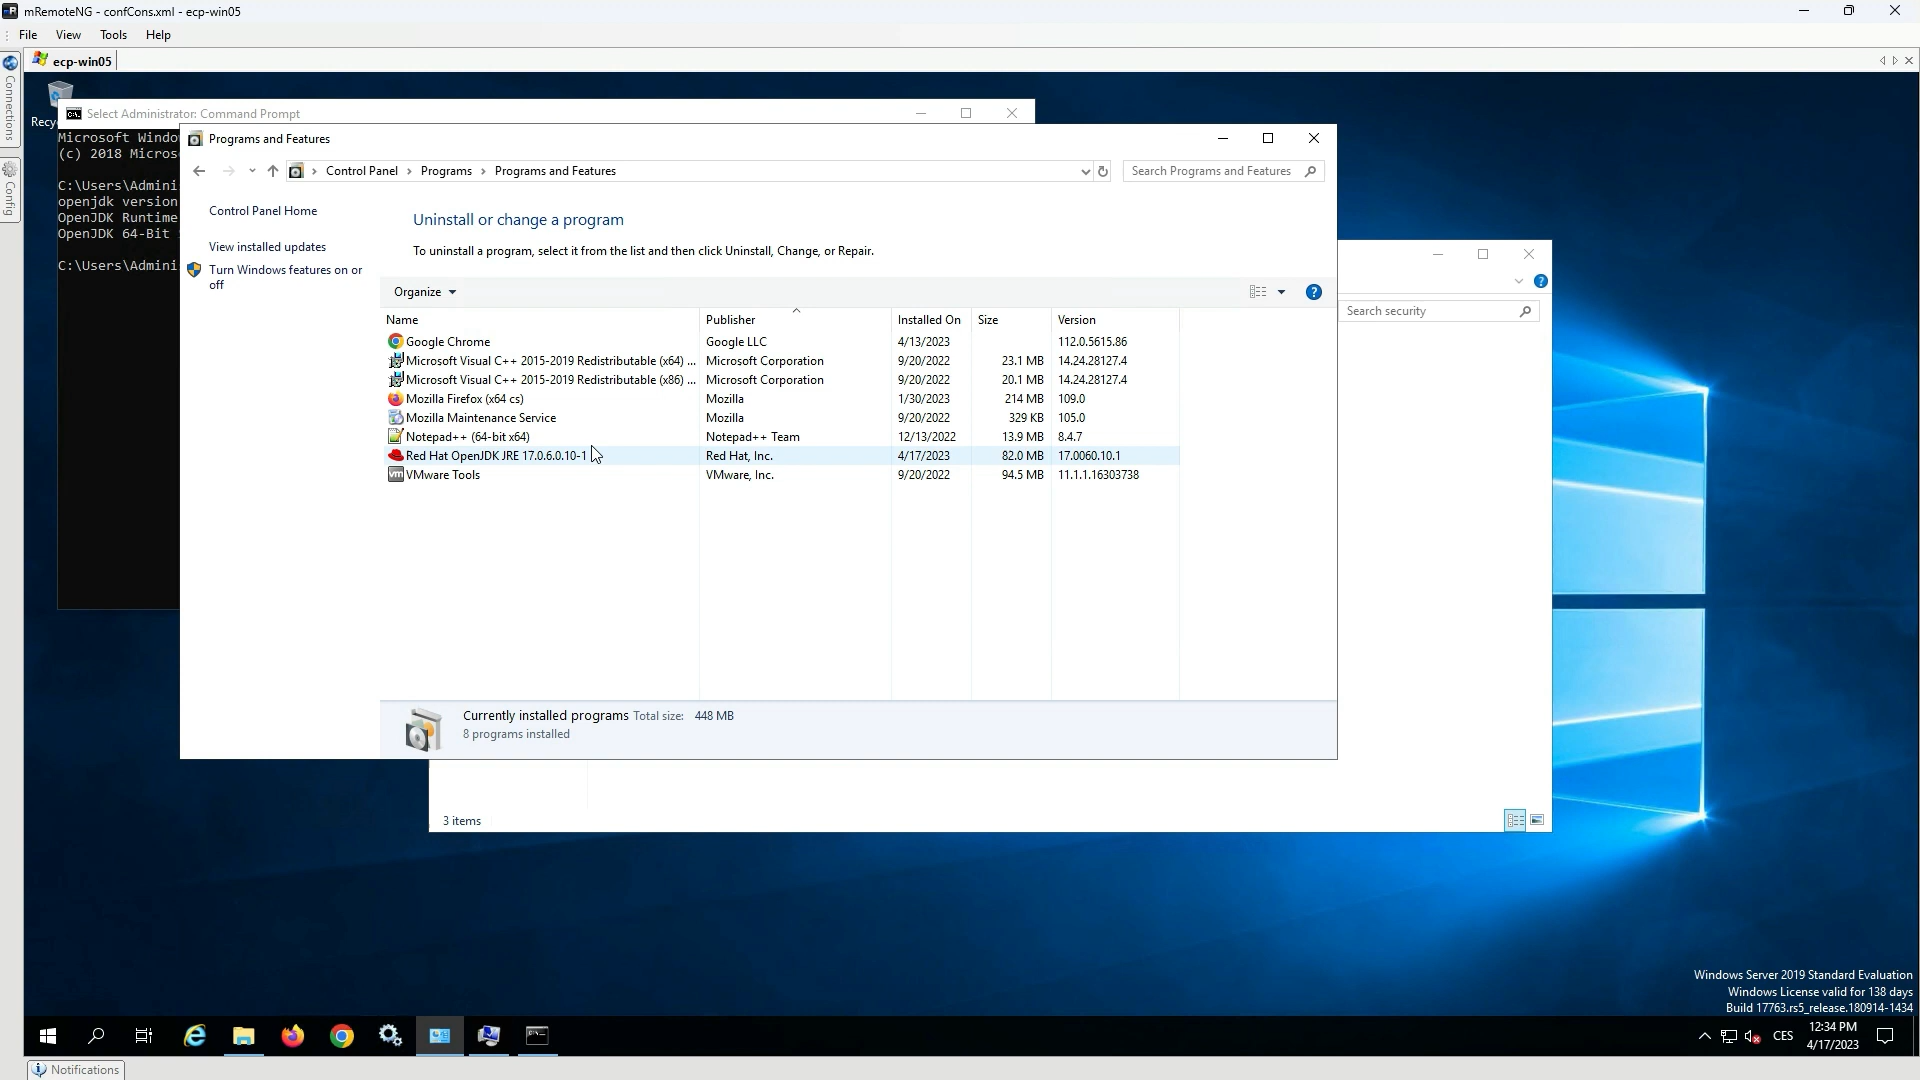 mRemoteNG - confCons.xml - ecp-win05
File View Tools Help
ecp-win05
Connections
Config
Select Administrator: Command Prompt
Microsoft Windo
(c) 2018 Micros
C:\Users\Admini
openjdk version
OpenJDK Runtime
OpenJDK 64-Bit
C:\Users\Admini
Programs and Features
Control Panel > Programs > Programs and Features
Search Programs and Features
Control Panel Home
View installed updates
Turn Windows features on or
off
Uninstall or change a program
To uninstall a program, select it from the list and then click Uninstall, Change, or Repair.
Organize
Name Publisher Installed On Size Version
Google Chrome Google LLC 4/13/2023 112.0.5615.86
Microsoft Visual C++ 2015-2019 Redistributable (x64) ... Microsoft Corporation 9/20/2022 23.1 MB 14.24.28127.4
Microsoft Visual C++ 2015-2019 Redistributable (x86) ... Microsoft Corporation 9/20/2022 20.1 MB 14.24.28127.4
Mozilla Firefox (x64 cs) Mozilla 1/30/2023 214 MB 109.0
Mozilla Maintenance Service Mozilla 9/20/2022 329 KB 105.0
Notepad++ (64-bit x64) Notepad++ Team 12/13/2022 13.9 MB 8.4.7
Red Hat OpenJDK JRE 17.0.6.0.10-1 Red Hat, Inc. 4/17/2023 82.0 MB 17.0060.10.1
VMware Tools VMware, Inc. 9/20/2022 94.5 MB 11.1.1.16303738
Currently installed programs Total size: 448 MB
8 programs installed
Search security
3 items
Windows Server 2019 Standard Evaluation
Windows License valid for 138 days
Build 17763.rs5_release.180914-1434
CES
12:34 PM
4/17/2023
Notifications